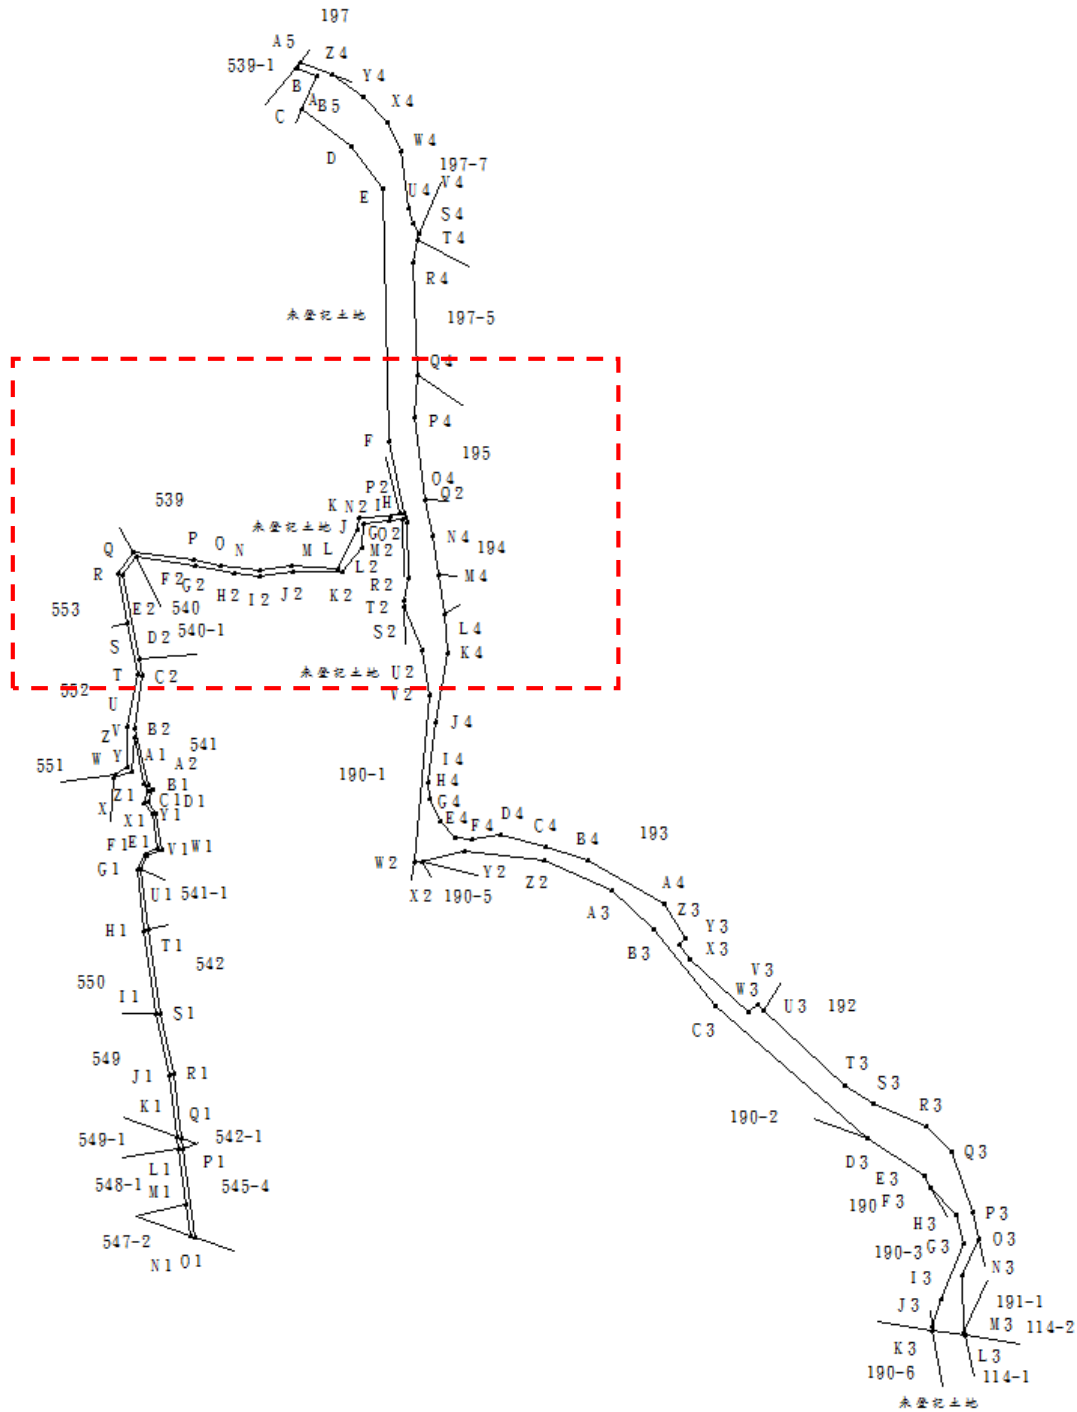 197
A5
Z4
539-1
Y4
B
A
B5
X4
C
W4
D
197-7
E
U4
V4
S4
T4
R4
未登記土地
197-5
Q4
P4
F
195
O4
Q2
P2
539
K
N2
I
H
未登記土地
J
G
O2
N4
194
Q
P
O
N
M
L
M2
L2
M4
R
F2
G2
H2
I2
J2
K2
R2
T2
553
E2
540
L4
S
D2
540-1
S2
K4
T
C2
未登記土地
U2
V2
552
U
Z
V
B2
J4
541
W
Y
A1
A2
I4
551
190-1
H4
Z1
B1
X
C1
D1
G4
X1
Y1
E4
F4
D4
F1
E1
V1
W1
C4
B4
193
G1
W2
Y2
Z2
U1
541-1
X2
190-5
A3
A4
Z3
H1
T1
B3
Y3
X3
542
550
V3
I1
S1
W3
U3
192
C3
549
J1
R1
T3
S3
K1
Q1
R3
549-1
542-1
190-2
L1
P1
D3
Q3
548-1
M1
545-4
E3
190
F3
H3
P3
547-2
190-3
G3
O3
N1
O1
N3
I3
191-1
J3
M3
114-2
K3
L3
190-6
114-1
未登記土地